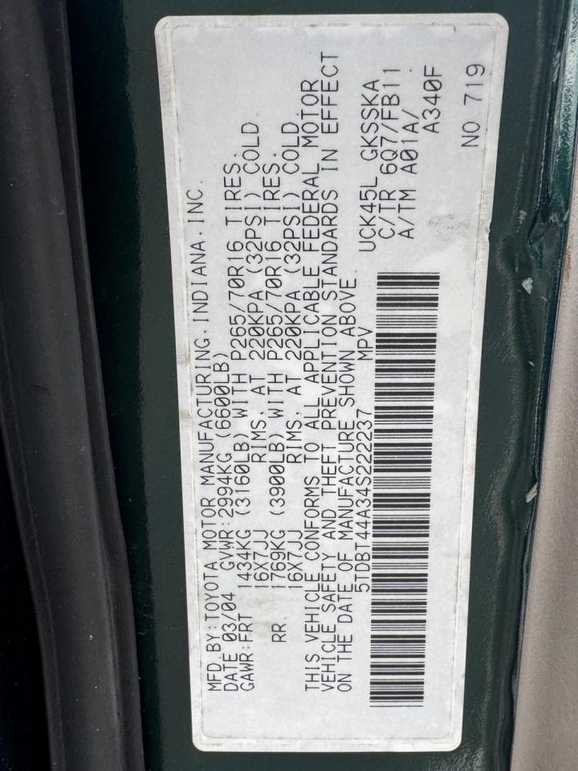 MFD.BY:TOYOTA MOTOR MANUFACTURING.INDIANA.INC.
DATE 03/04 GVWR:2994KG (6600LB)
GAWR:FRT 1434KG (3160LB) WITH P265/70R16 TIRES.
16X7JJ RIMS. AT 220KPA (32PSI) COLD
RR. 1769KG (3900LB) WITH P265/70R16 TIRES.
16X7JJ RIMS. AT 220KPA (32PSI) COLD.
THIS VEHICLE CONFORMS TO ALL APPLICABLE FEDERAL MOTOR
VEHICLE SAFETY AND THEFT PREVENTION STANDARDS IN EFFECT
ON THE DATE OF MANUFACTURE SHOWN ABOVE.
5TDBT44A34S222237 MPV
UCK45L GKSSKA
C/TR 6Q7/FB11
A/TM A01A/
A340F
NO 719